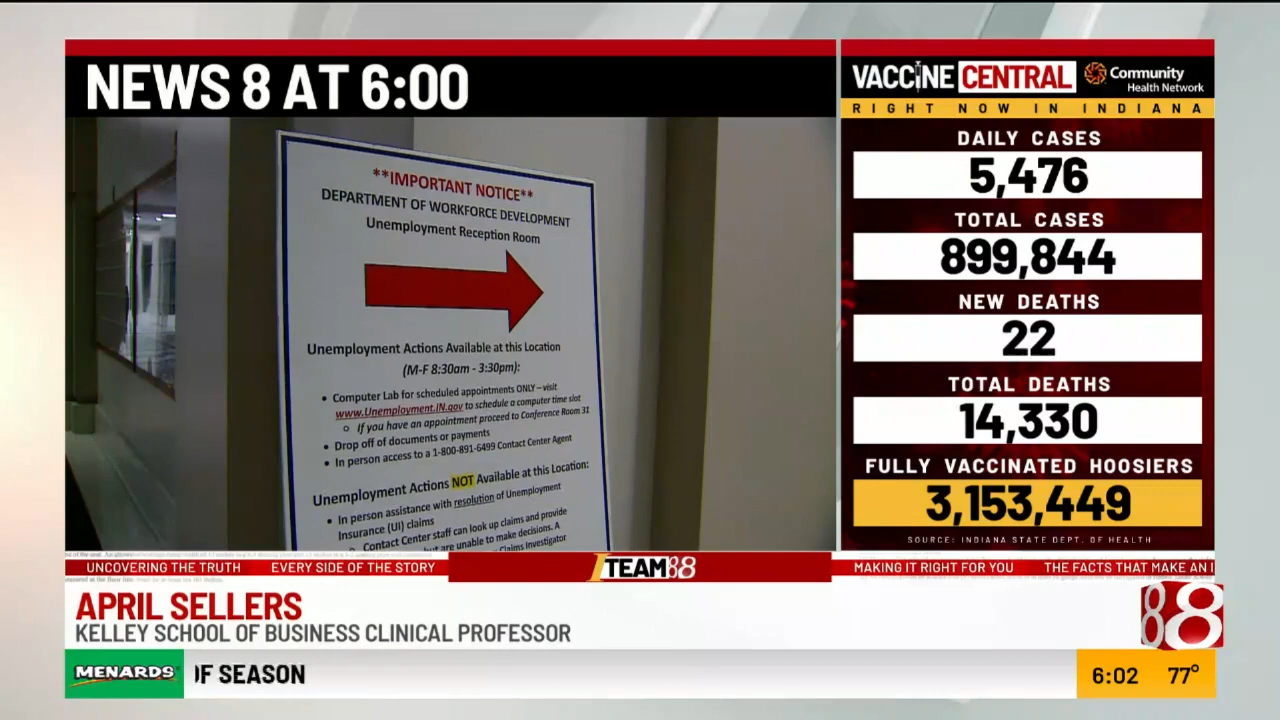 NEWS 8 AT 6:00
**IMPORTANT NOTICE**
DEPARTMENT OF WORKFORCE DEVELOPMENT
Unemployment Reception Room
Unemployment Actions Available at this Location
(M-F 8:30am - 3:30pm):
• Computer Lab for scheduled appointments ONLY – visit
www.Unemployment.IN.gov to schedule a computer time slot
o If you have an appointment proceed to Conference Room 31
• Drop off of documents or payments
• In person access to a 1-800-891-6499 Contact Center Agent
Unemployment Actions NOT Available at this Location:
• In person assistance with resolution of Unemployment
Insurance (UI) claims
Contact Center staff can look up claims and provide
but are unable to make decisions. A
Claims Investigator
VACCINE CENTRAL Community
Health Network
RIGHT NOW IN INDIANA
DAILY CASES
5,476
TOTAL CASES
899,844
NEW DEATHS
22
TOTAL DEATHS
14,330
FULLY VACCINATED HOOSIERS
3,153,449
SOURCE: INDIANA STATE DEPT. OF HEALTH
UNCOVERING THE TRUTH EVERY SIDE OF THE STORY I TEAM 8 MAKING IT RIGHT FOR YOU THE FACTS THAT MAKE AN I
APRIL SELLERS
KELLEY SCHOOL OF BUSINESS CLINICAL PROFESSOR
8
MENARDS OF SEASON
6:02 77°